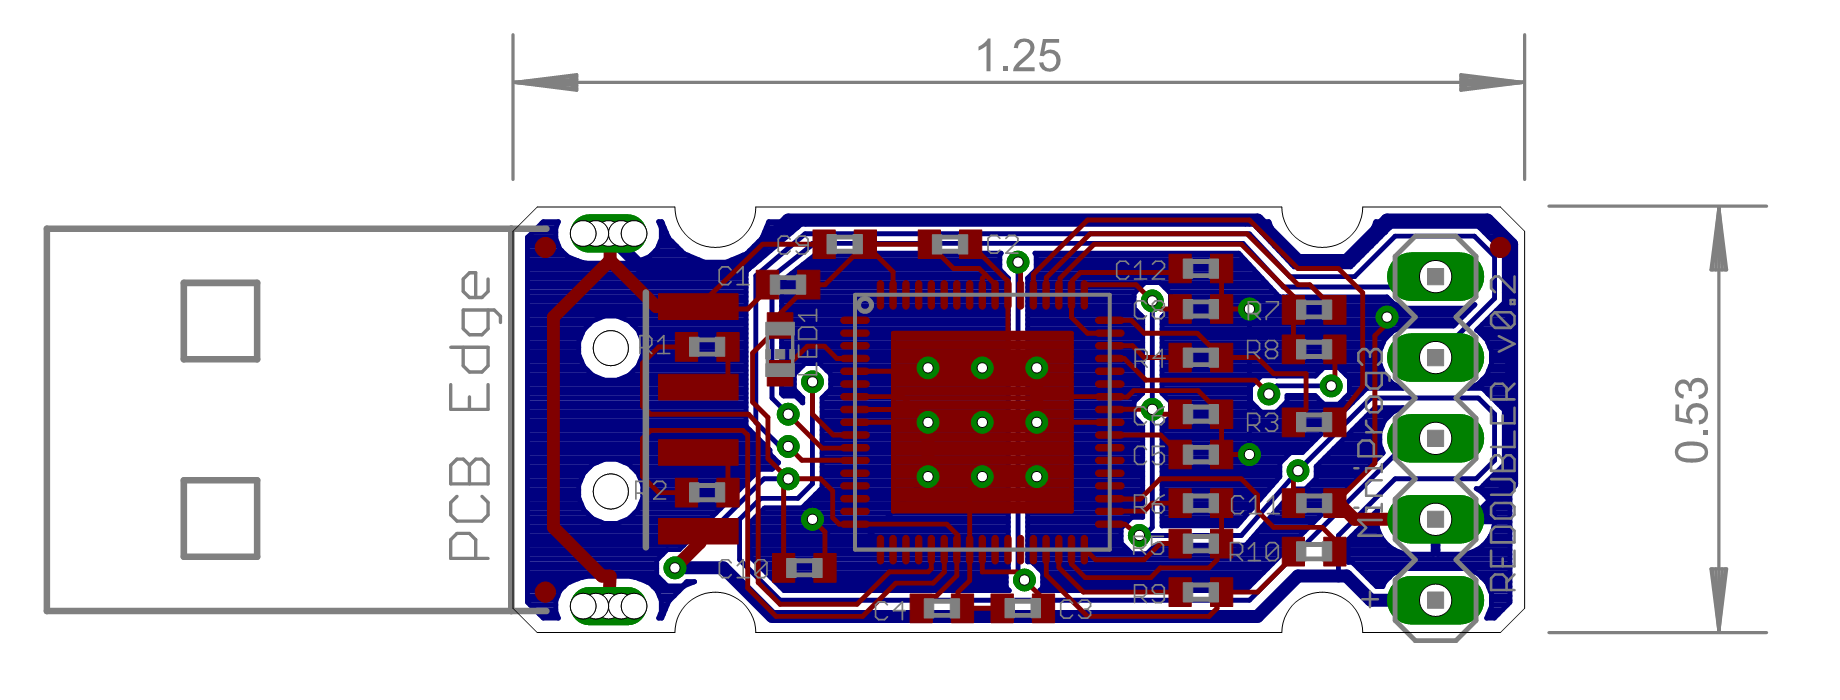 1.25
C9
C2
C1
C12
LED1
C8
R7
v0.2
R1
R4
R8
PCB Edge
MiniProg3
0.53
C6
R3
REDOUBLER
C5
R2
R6
C11
R5
R10
C10
R9
+
C4
C3